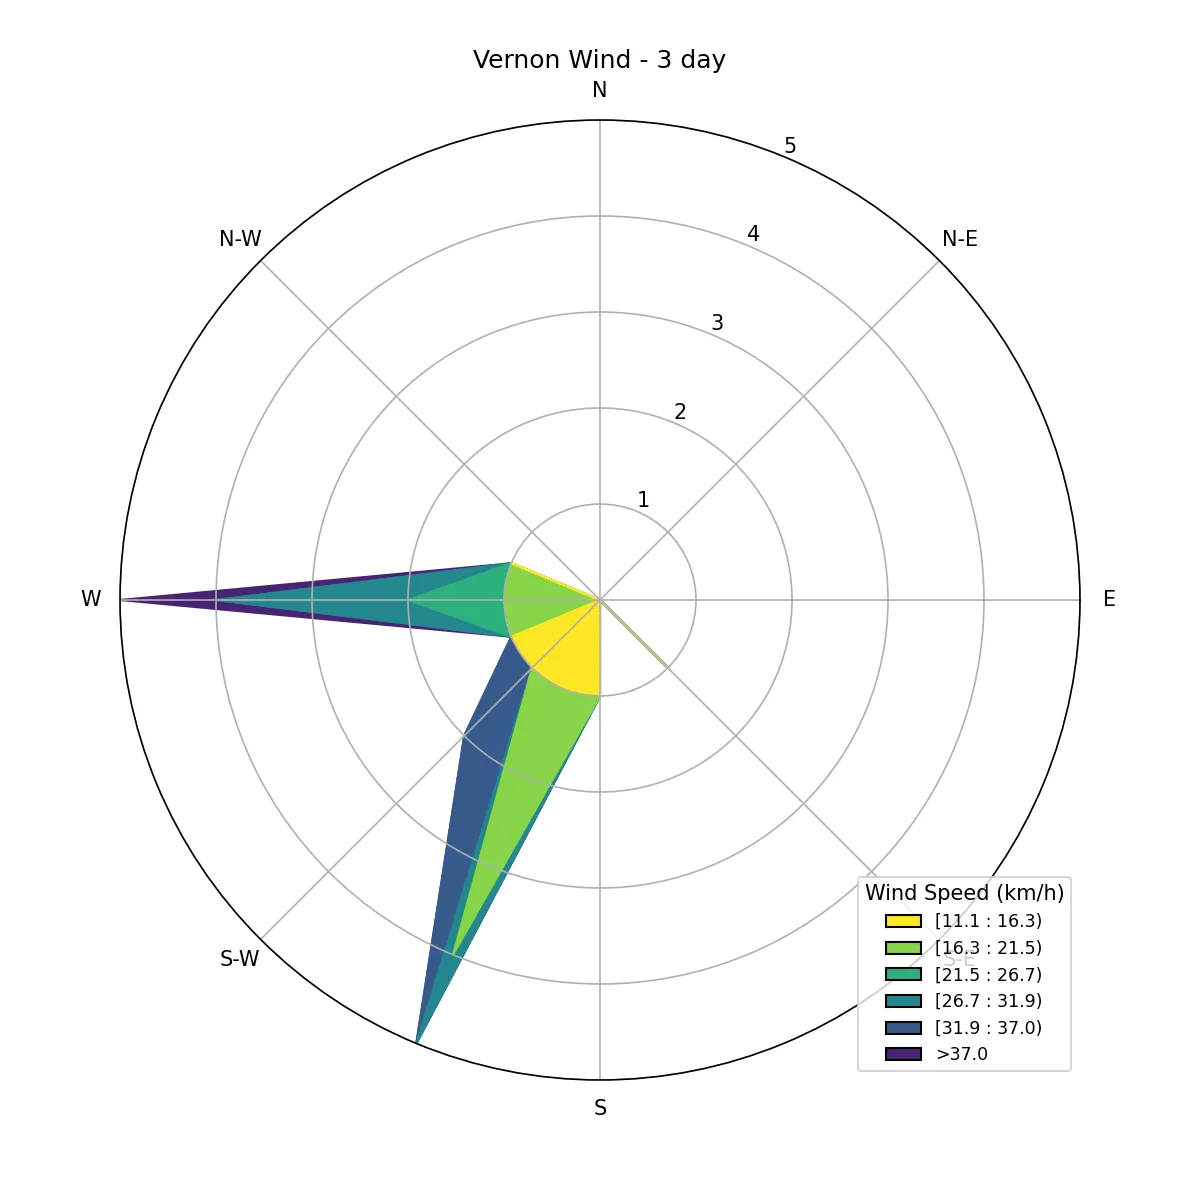 Vernon Wind - 3 day
N
5
N-W
4
N-E
3
2
1
W
E
Wind Speed (km/h)
[11.1 : 16.3)
[16.3 : 21.5)
S-W
S-E
[21.5 : 26.7)
[26.7 : 31.9)
[31.9 : 37.0)
>37.0
S